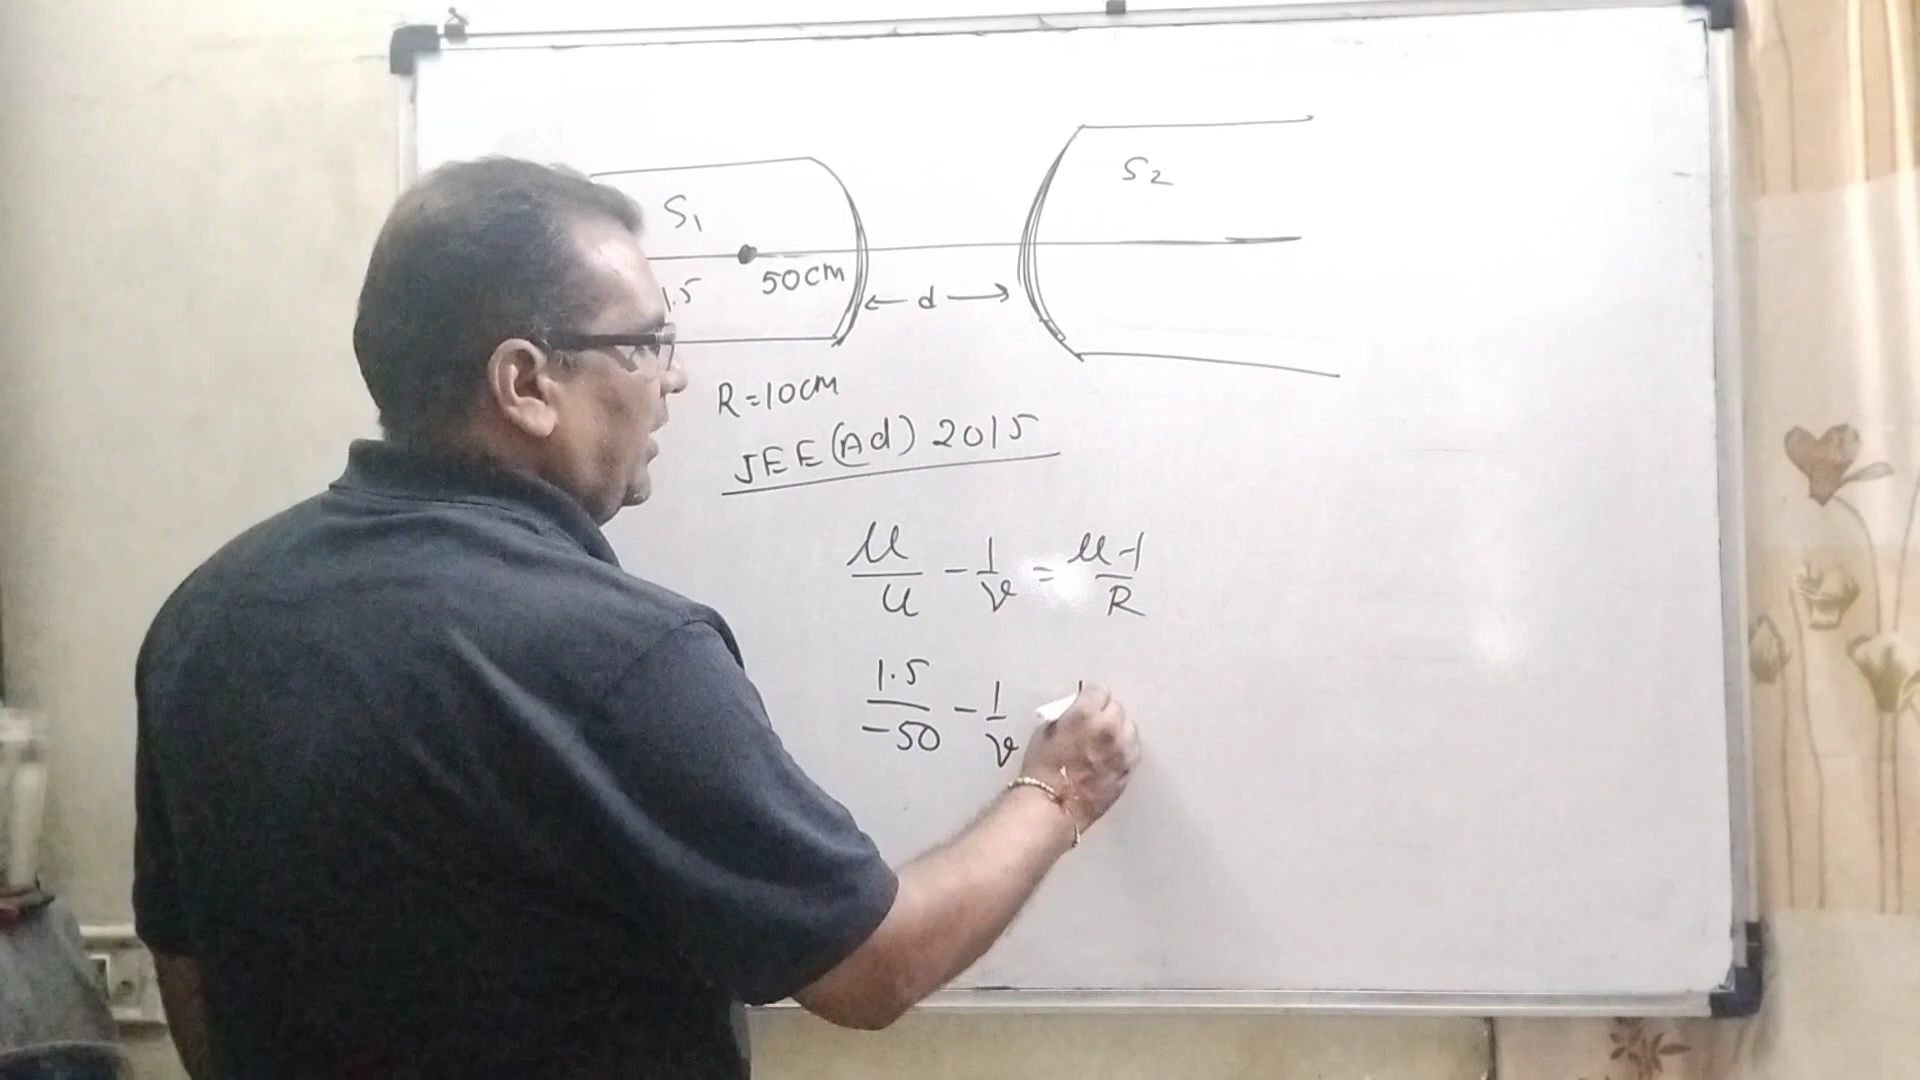 S₁
S₂
1.5
50cm
← d →
R=10cm
JEE(Ad) 2015
μ/u - 1/v = μ-1/R
1.5/-50 - 1/v